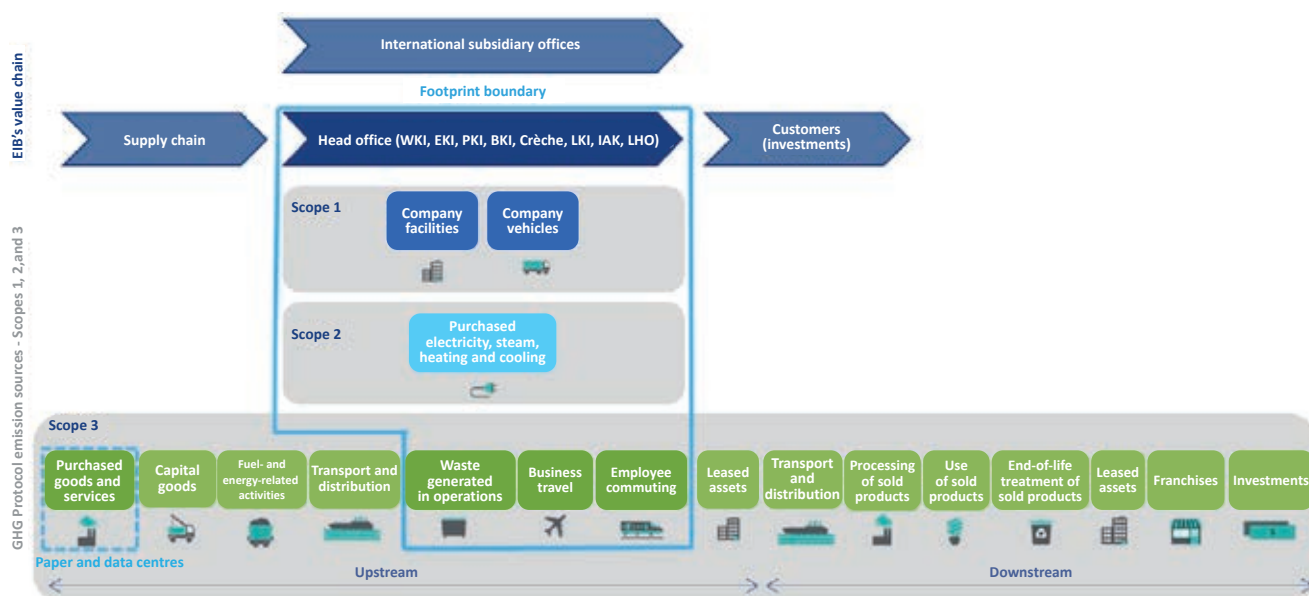 International subsidiary offices
EIB's value chain
Footprint boundary
Supply chain
Head office (WKI, EKI, PKI, BKI, Crèche, LKI, IAK, LHO)
Customers
(investments)
GHG Protocol emission sources - Scopes 1, 2,and 3
Scope 1
Company
facilities
Company
vehicles
Scope 2
Purchased
electricity, steam,
heating and cooling
Scope 3
Purchased
goods and
services
Capital
goods
Fuel- and
energy-related
activities
Transport and
distribution
Waste
generated
in operations
Business
travel
Employee
commuting
Leased
assets
Transport
and
distribution
Processing
of sold
products
Use
of sold
products
End-of-life
treatment of
sold products
Leased
assets
Franchises
Investments
Paper and data centres
Upstream
Downstream